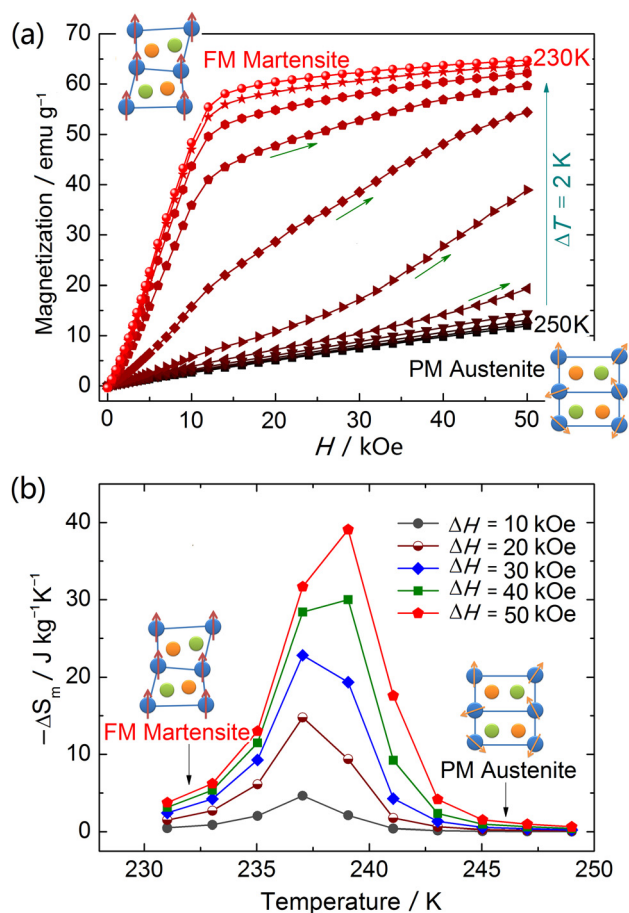 (a)
70
60
50
40
30
20
10
0
Magnetization / emu g⁻¹
FM Martensite
230K
ΔT = 2 K
250K
PM Austenite
0 10 20 30 40 50
H / kOe
(b)
40
30
20
10
0
−ΔSₘ / J kg⁻¹K⁻¹
ΔH = 10 kOe
ΔH = 20 kOe
ΔH = 30 kOe
ΔH = 40 kOe
ΔH = 50 kOe
FM Martensite
PM Austenite
230 235 240 245 250
Temperature / K